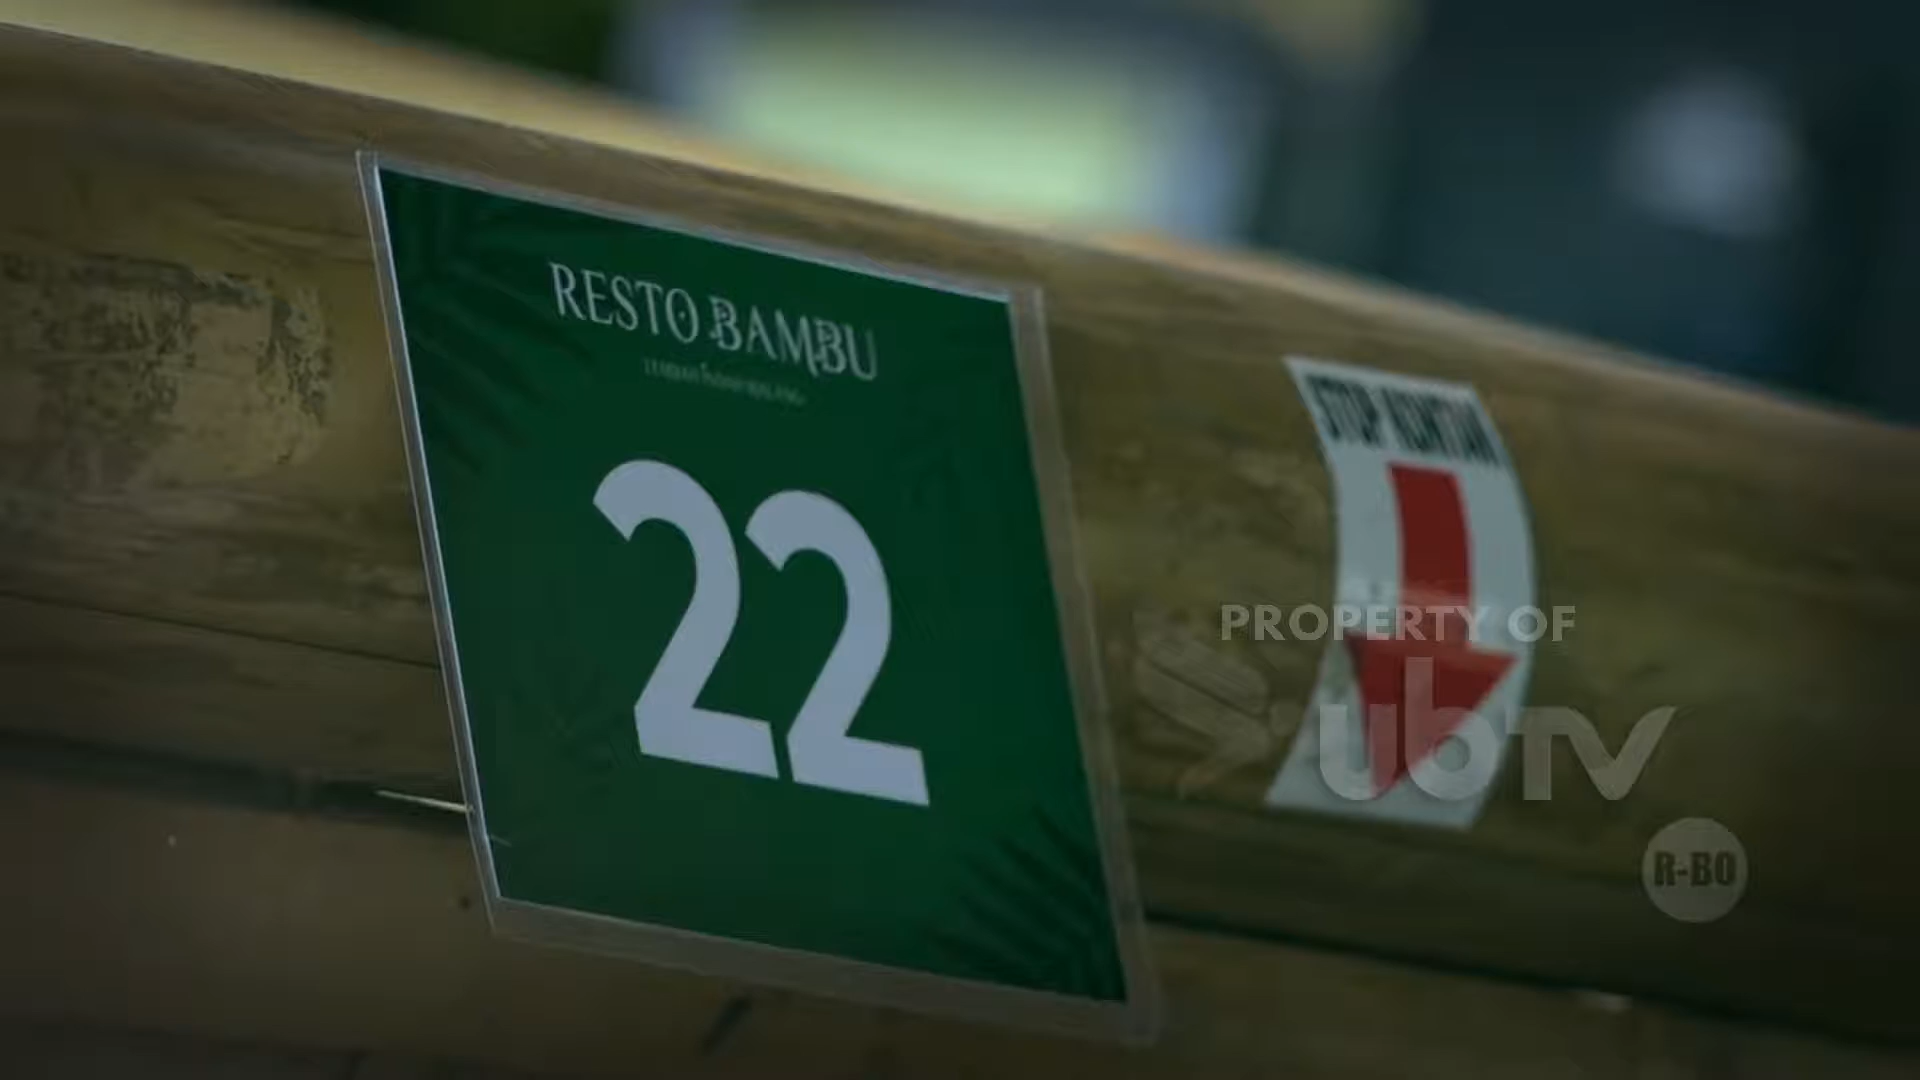 RESTO BAMBU
22
STOP KONTAK
PROPERTY OF
ubTV
R-BO